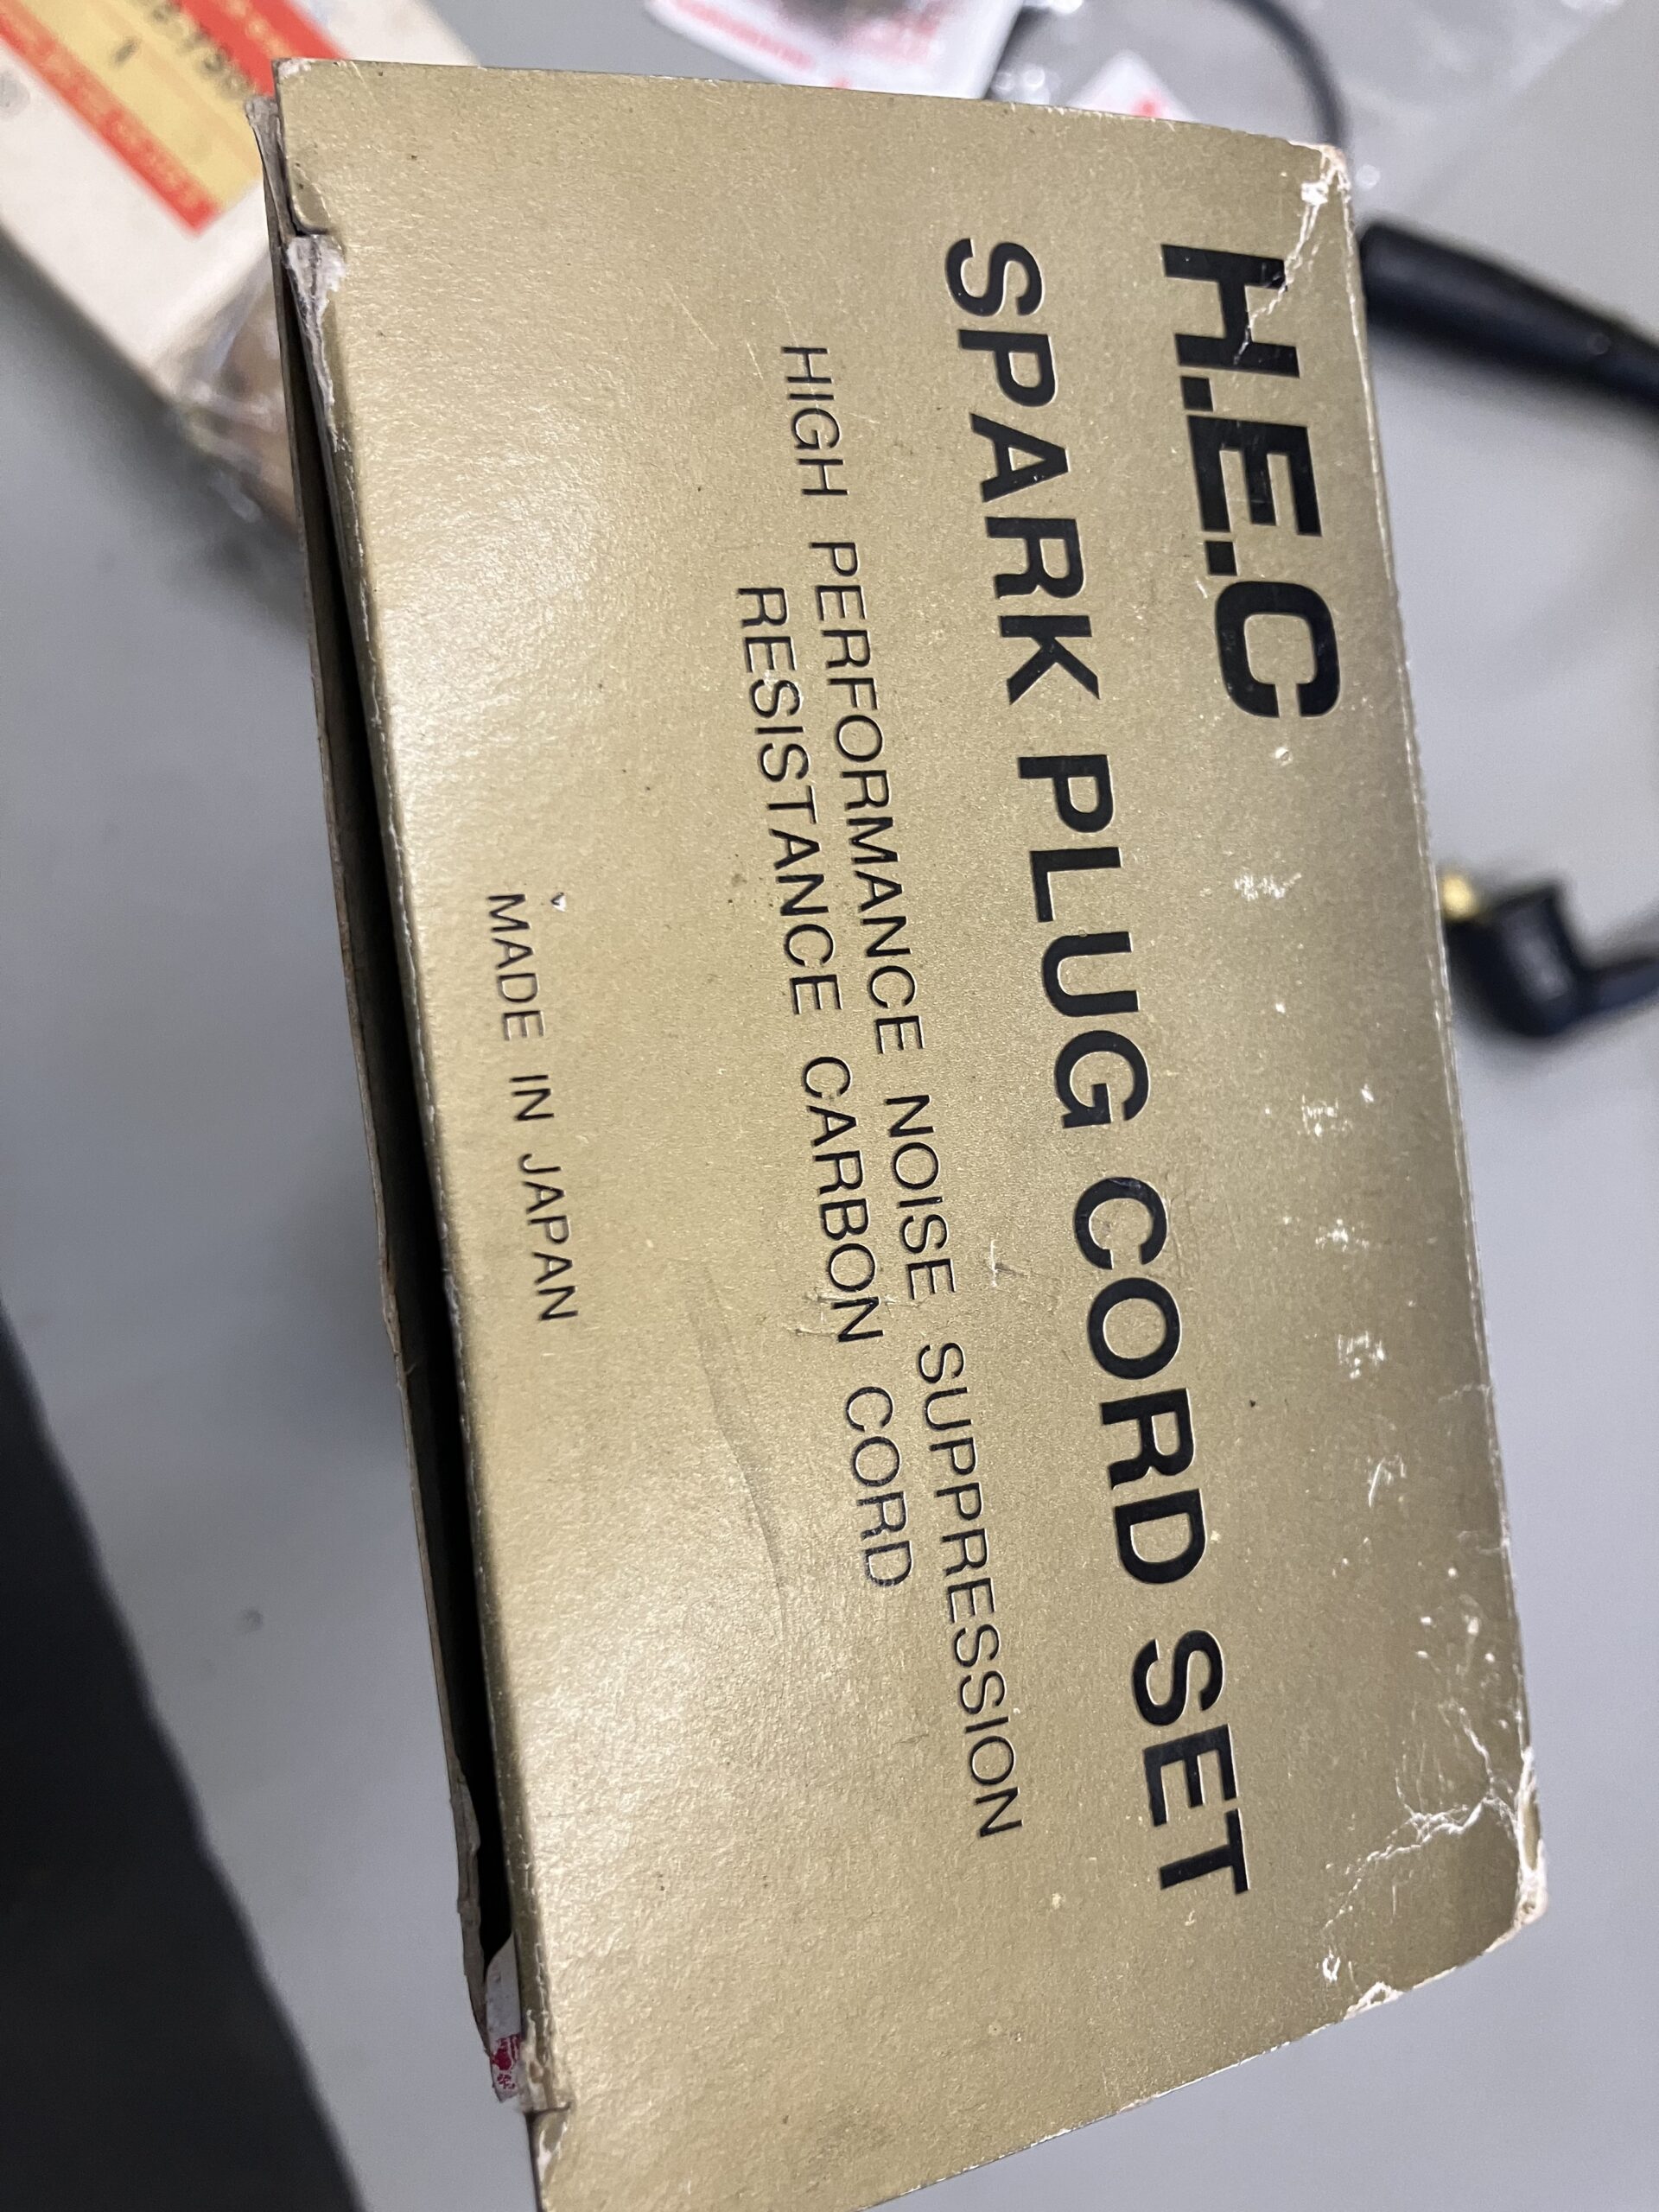 H.E.C
SPARK PLUG CORD SET
HIGH PERFORMANCE NOISE SUPPRESSION
RESISTANCE CARBON CORD
MADE IN JAPAN